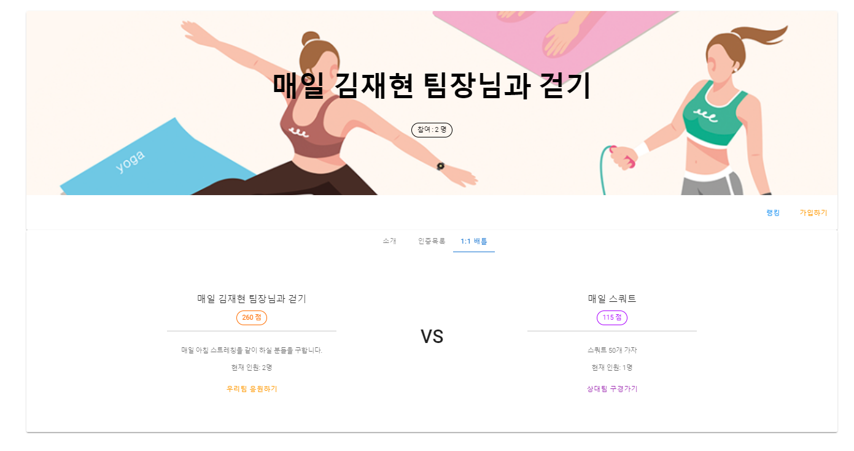 매일 김재현 팀장님과 걷기
참여 : 2 명
yoga
랭킹
가입하기
소개
인증목록
1:1 배틀
매일 김재현 팀장님과 걷기
260 점
매일 아침 스트레칭을 같이 하실 분들을 구합니다.
현재 인원: 2명
우리팀 응원하기
VS
매일 스쿼트
115 점
스쿼트 50개 가자
현재 인원: 1명
상대팀 구경가기